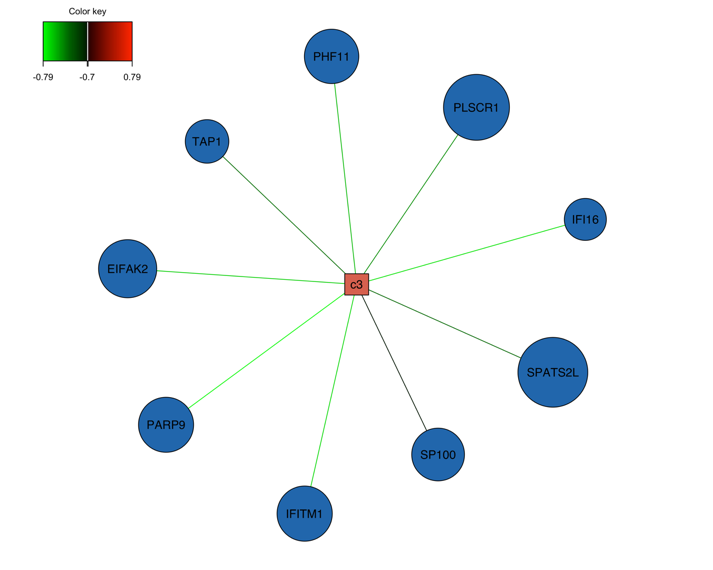 Color key
-0.79 -0.7 0.79
PHF11
PLSCR1
TAP1
IFI16
EIFAK2
c3
SPATS2L
PARP9
SP100
IFITM1